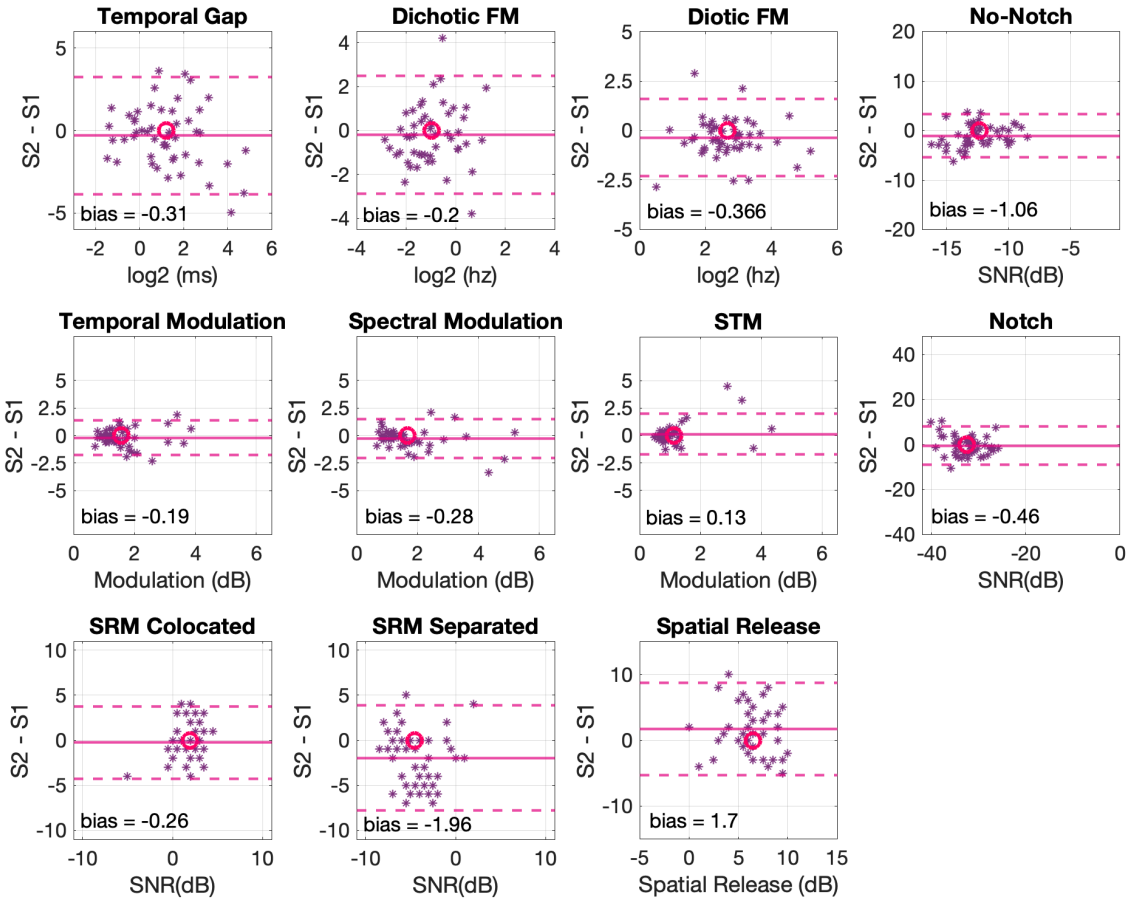 Temporal Gap
5
0
-5
S2 - S1
bias = -0.31
-2 0 2 4 6
log2 (ms)
Dichotic FM
4
2
0
-2
-4
S2 - S1
bias = -0.2
-4 -2 0 2 4
log2 (hz)
Diotic FM
5
2.5
0
-2.5
-5
S2 - S1
bias = -0.366
0 2 4 6
log2 (hz)
No-Notch
20
10
0
-10
-20
S2 - S1
bias = -1.06
-15 -10 -5
SNR(dB)
Temporal Modulation
5
2.5
0
-2.5
-5
S2 - S1
bias = -0.19
0 2 4 6
Modulation (dB)
Spectral Modulation
5
2.5
0
-2.5
-5
S2 - S1
bias = -0.28
0 2 4 6
Modulation (dB)
STM
5
2.5
0
-2.5
-5
S2 - S1
bias = 0.13
0 2 4 6
Modulation (dB)
Notch
40
20
0
-20
-40
S2 - S1
bias = -0.46
-40 -20 0
SNR(dB)
SRM Colocated
10
5
0
-5
-10
S2 - S1
bias = -0.26
-10 0 10
SNR(dB)
SRM Separated
10
5
0
-5
-10
S2 - S1
bias = -1.96
-10 0 10
SNR(dB)
Spatial Release
10
0
-10
S2 - S1
bias = 1.7
-5 0 5 10 15
Spatial Release (dB)